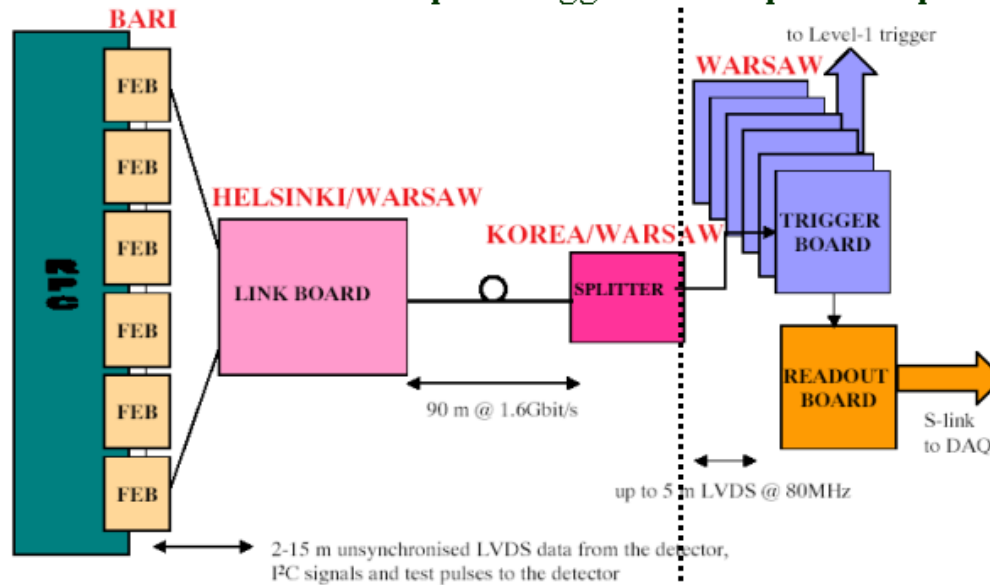 BARI
to Level-1 trigger
WARSAW
FEB
FEB
FEB
FEB
FEB
FEB
HELSINKI/WARSAW
LINK BOARD
KOREA/WARSAW
SPLITTER
TRIGGER
BOARD
READOUT
BOARD
90 m @ 1.6Gbit/s
S-link
to DAQ
up to 5 m LVDS @ 80MHz
2-15 m unsynchronised LVDS data from the detector,
I²C signals and test pulses to the detector